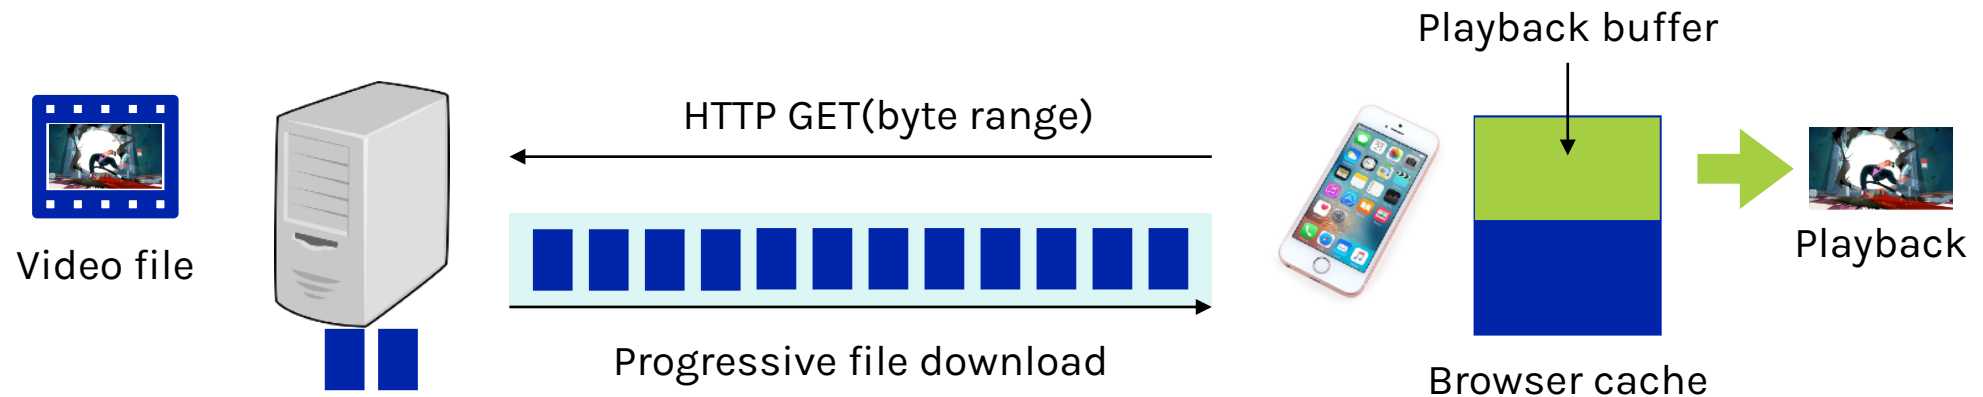 Playback buffer
HTTP GET(byte range)
Video file
Playback
Progressive file download
Browser cache